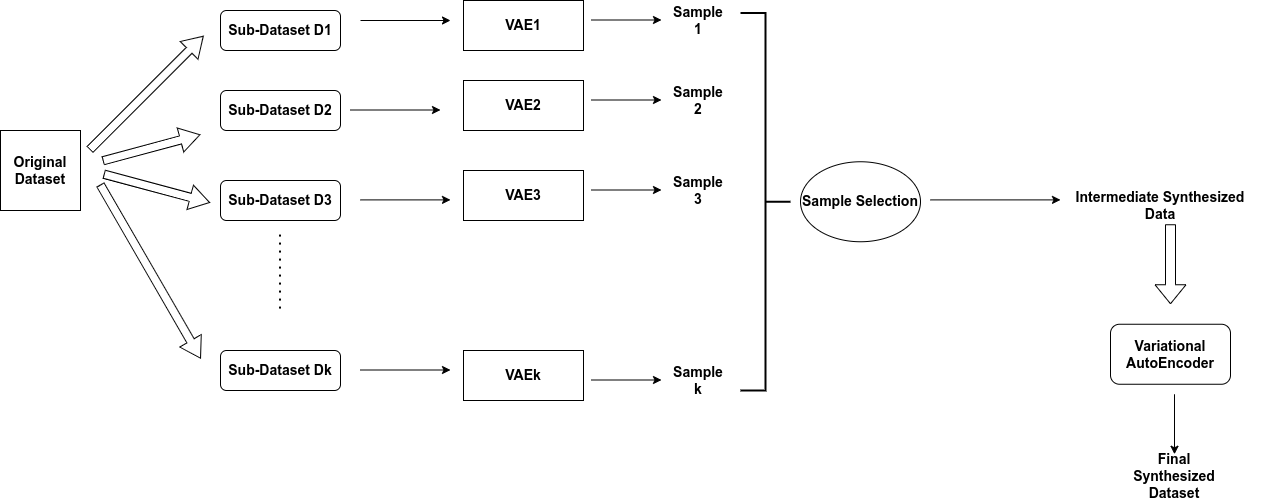 Original
Dataset
Sub-Dataset D1
VAE1
Sample
1
Sub-Dataset D2
VAE2
Sample
2
Sub-Dataset D3
VAE3
Sample
3
Sub-Dataset Dk
VAEk
Sample
k
Sample Selection
Intermediate Synthesized
Data
Variational
AutoEncoder
Final
Synthesized
Dataset